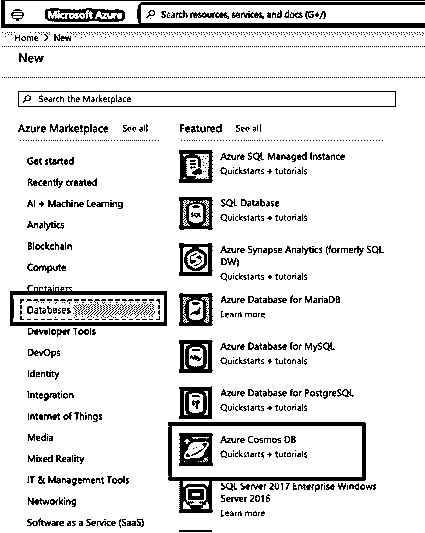 Microsoft Azure
Search resources, services, and docs (G+/)
Home > New
New
Search the Marketplace
Azure Marketplace See all
Get started
Recently created
AI + Machine Learning
Analytics
Blockchain
Compute
Containers
Databases
Developer Tools
DevOps
Identity
Integration
Internet of Things
Media
Mixed Reality
IT & Management Tools
Networking
Software as a Service (SaaS)
Featured See all
Azure SQL Managed Instance
Quickstarts + tutorials
SQL Database
Quickstarts + tutorials
Azure Synapse Analytics (formerly SQL
DW)
Quickstarts + tutorials
Azure Database for MariaDB
Learn more
Azure Database for MySQL
Quickstarts + tutorials
Azure Database for PostgreSQL
Quickstarts + tutorials
Azure Cosmos DB
Quickstarts + tutorials
SQL Server 2017 Enterprise Windows
Server 2016
Learn more